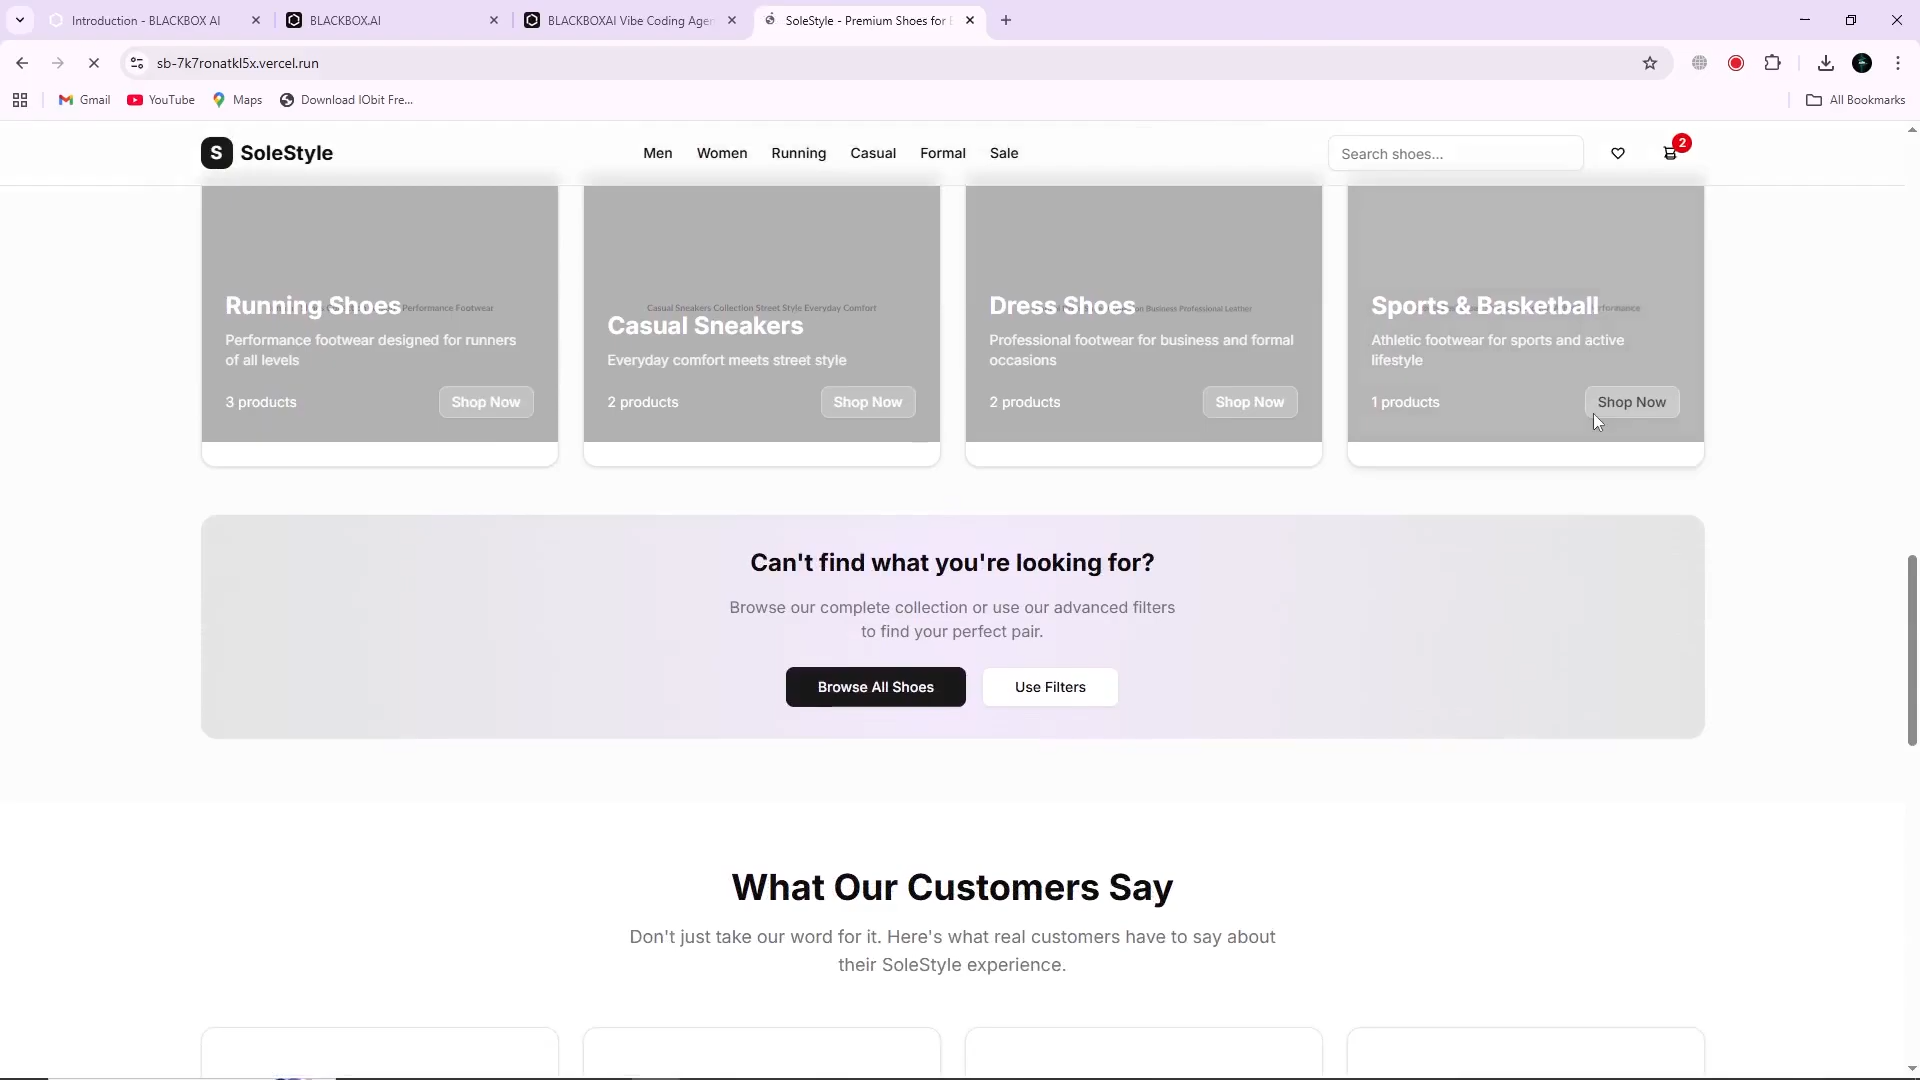 Introduction - BLACKBOX AI
BLACKBOX.AI
BLACKBOXAI Vibe Coding Agen
SoleStyle - Premium Shoes for E
sb-7k7ronatkl5x.vercel.run
Gmail
YouTube
Maps
Download IObit Fre...
All Bookmarks
S SoleStyle
Men
Women
Running
Casual
Formal
Sale
Search shoes...
2
Running Shoes
Performance Footwear
Performance footwear designed for runners
of all levels
3 products
Shop Now
Casual Sneakers Collection Street Style Everyday Comfort
Casual Sneakers
Everyday comfort meets street style
2 products
Shop Now
Dress Shoes
Business Professional Leather
Professional footwear for business and formal
occasions
2 products
Shop Now
Sports & Basketball
Athletic footwear for sports and active
lifestyle
1 products
Shop Now
Can't find what you're looking for?
Browse our complete collection or use our advanced filters
to find your perfect pair.
Browse All Shoes
Use Filters
What Our Customers Say
Don't just take our word for it. Here's what real customers have to say about
their SoleStyle experience.